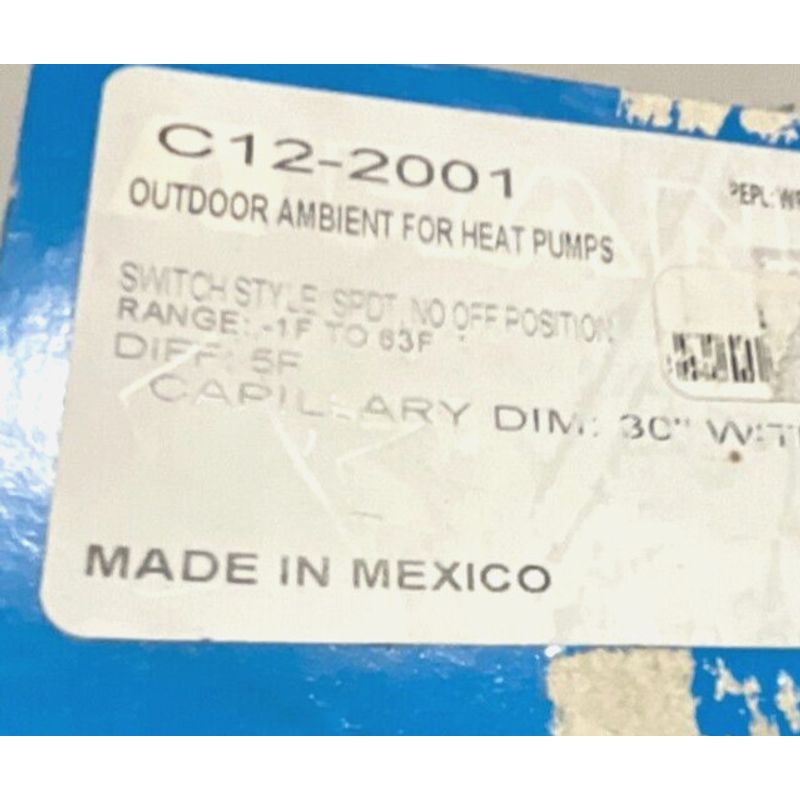 C12-2001
OUTDOOR AMBIENT FOR HEAT PUMPS
SWITCH STYLE SPDT, NO OFF POSITION
RANGE: -1F TO 63F
DIFF: 5F
CAPILLARY DIM: 30" WIT
MADE IN MEXICO